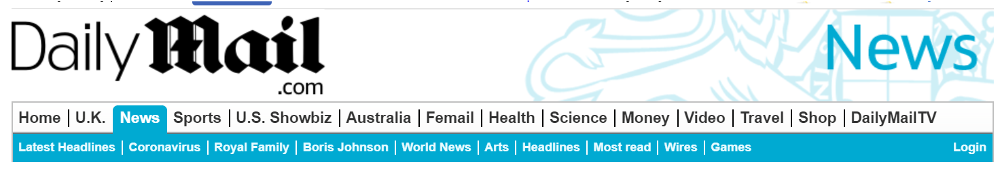 Daily Mail
.com
News
Home U.K. News Sports U.S. Showbiz Australia Femail Health Science Money Video Travel Shop DailyMailTV
Latest Headlines Coronavirus Royal Family Boris Johnson World News Arts Headlines Most read Wires Games Login